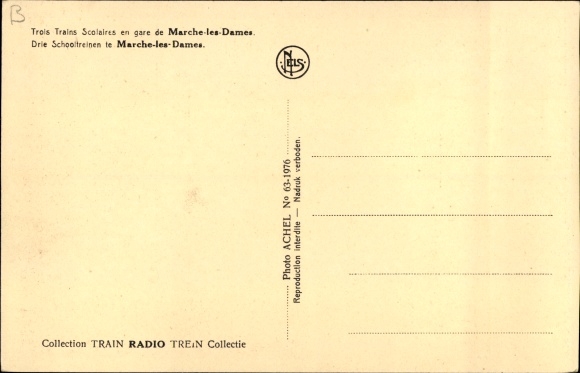 B
Trois Trains Scolaires en gare de Marche-les-Dames.
Drie Schooltreinen te Marche-les-Dames.
NELS
Photo ACHEL No 63-1976
Reproduction interdite — Nadruk verboden.
Collection TRAIN RADIO TREIN Collectie